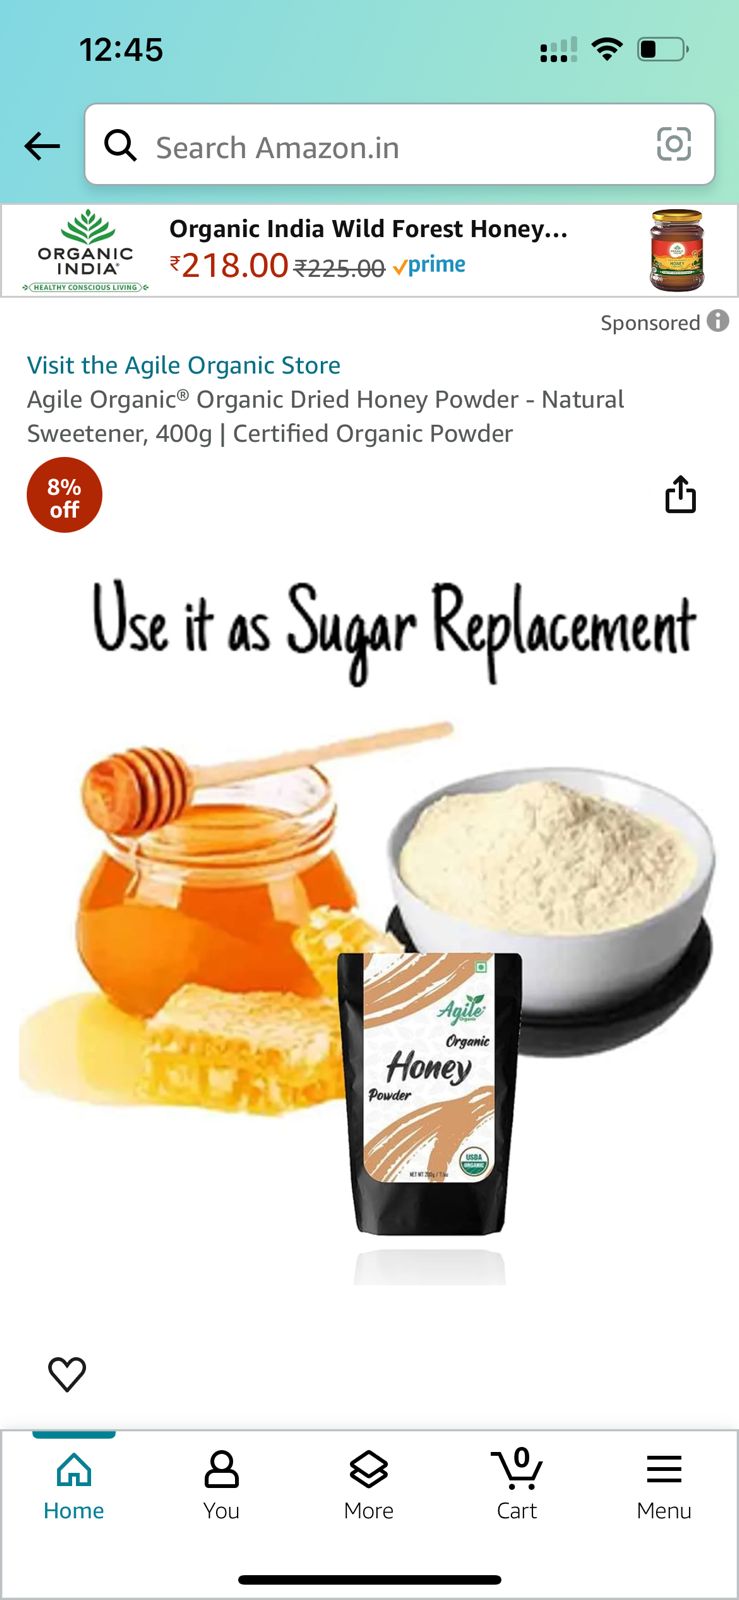 12:45
Search Amazon.in
ORGANIC
INDIA
HEALTHY CONSCIOUS LIVING
Organic India Wild Forest Honey...
₹218.00 ₹225.00 prime
Sponsored
Visit the Agile Organic Store
Agile Organic® Organic Dried Honey Powder - Natural
Sweetener, 400g | Certified Organic Powder
8%
off
Use it as Sugar Replacement
Agile
Organic
Organic
Honey
Powder
USDA
ORGANIC
0
Home
You
More
Cart
Menu